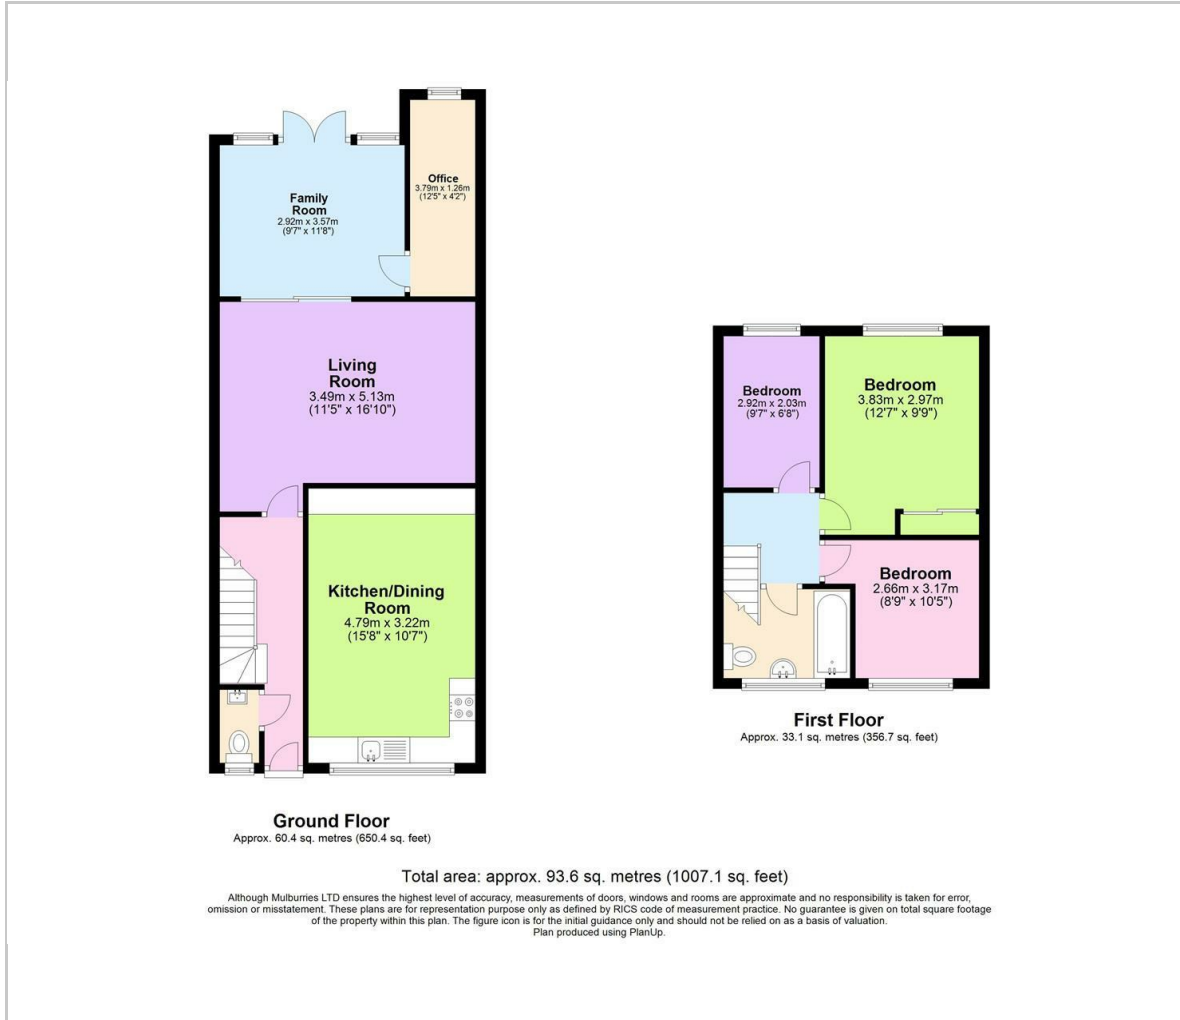 Family
Room
2.92m x 3.57m
(9'7" x 11'8")
Office
3.79m x 1.26m
(12'5" x 4'2")
Living
Room
3.49m x 5.13m
(11'5" x 16'10")
Kitchen/Dining
Room
4.79m x 3.22m
(15'8" x 10'7")
Ground Floor
Approx. 60.4 sq. metres (650.4 sq. feet)
Bedroom
2.92m x 2.03m
(9'7" x 6'8")
Bedroom
3.83m x 2.97m
(12'7" x 9'9")
Bedroom
2.66m x 3.17m
(8'9" x 10'5")
First Floor
Approx. 33.1 sq. metres (356.7 sq. feet)
Total area: approx. 93.6 sq. metres (1007.1 sq. feet)
Although Mulburries LTD ensures the highest level of accuracy, measurements of doors, windows and rooms are approximate and no responsibility is taken for error,
omission or misstatement. These plans are for representation purpose only as defined by RICS code of measurement practice. No guarantee is given on total square footage
of the property within this plan. The figure icon is for the initial guidance only and should not be relied on as a basis of valuation.
Plan produced using PlanUp.